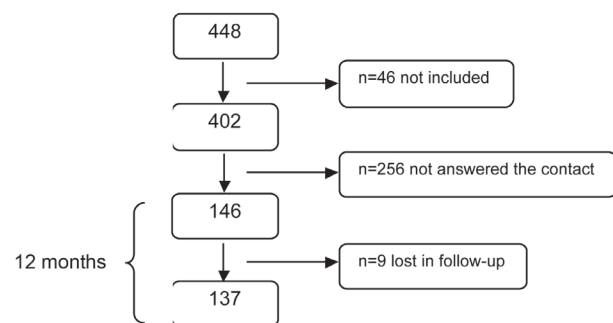 448
n=46 not included
402
n=256 not answered the contact
146
12 months
n=9 lost in follow-up
137